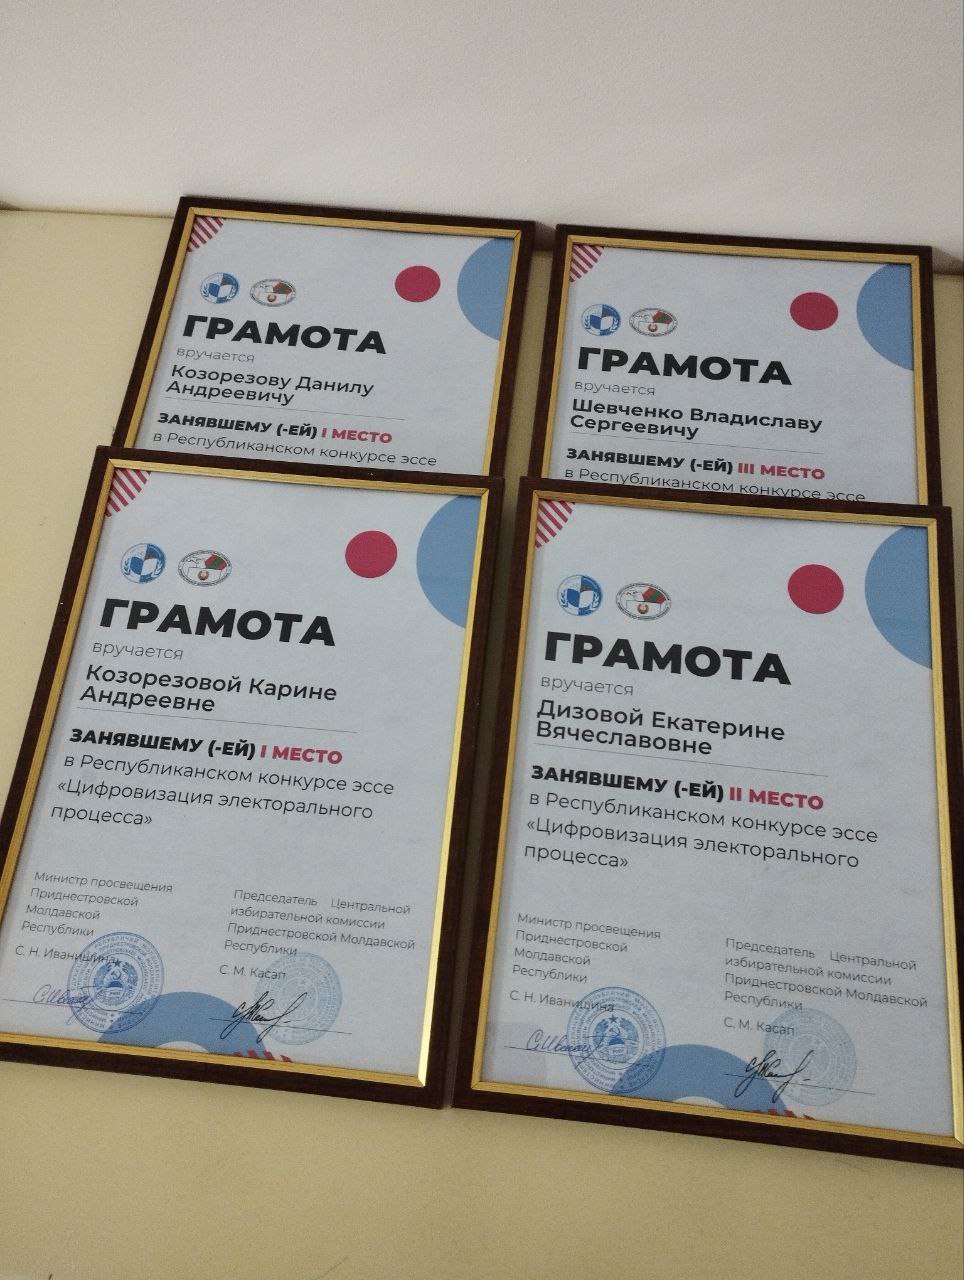 ГРАМОТА
вручается
Козорезову Данилу
Андреевичу
ЗАНЯВШЕМУ (-ЕЙ) I МЕСТО
в Республиканском конкурсе эссе
ГРАМОТА
вручается
Шевченко Владиславу
Сергеевичу
ЗАНЯВШЕМУ (-ЕЙ) III МЕСТО
в Республиканском конкурсе эссе
ГРАМОТА
вручается
Козорезовой Карине
Андреевне
ЗАНЯВШЕМУ (-ЕЙ) I МЕСТО
в Республиканском конкурсе эссе
«Цифровизация электорального
процесса»
Министр просвещения
Приднестровской
Молдавской
Республики
С. Н. Иванишина
Председатель Центральной
избирательной комиссии
Приднестровской Молдавской
Республики
С. М. Касап
ГРАМОТА
вручается
Дизовой Екатерине
Вячеславовне
ЗАНЯВШЕМУ (-ЕЙ) II МЕСТО
в Республиканском конкурсе эссе
«Цифровизация электорального
процесса»
Министр просвещения
Приднестровской
Молдавской
Республики
С. Н. Иванишина
Председатель Центральной
избирательной комиссии
Приднестровской Молдавской
Республики
С. М. Касап